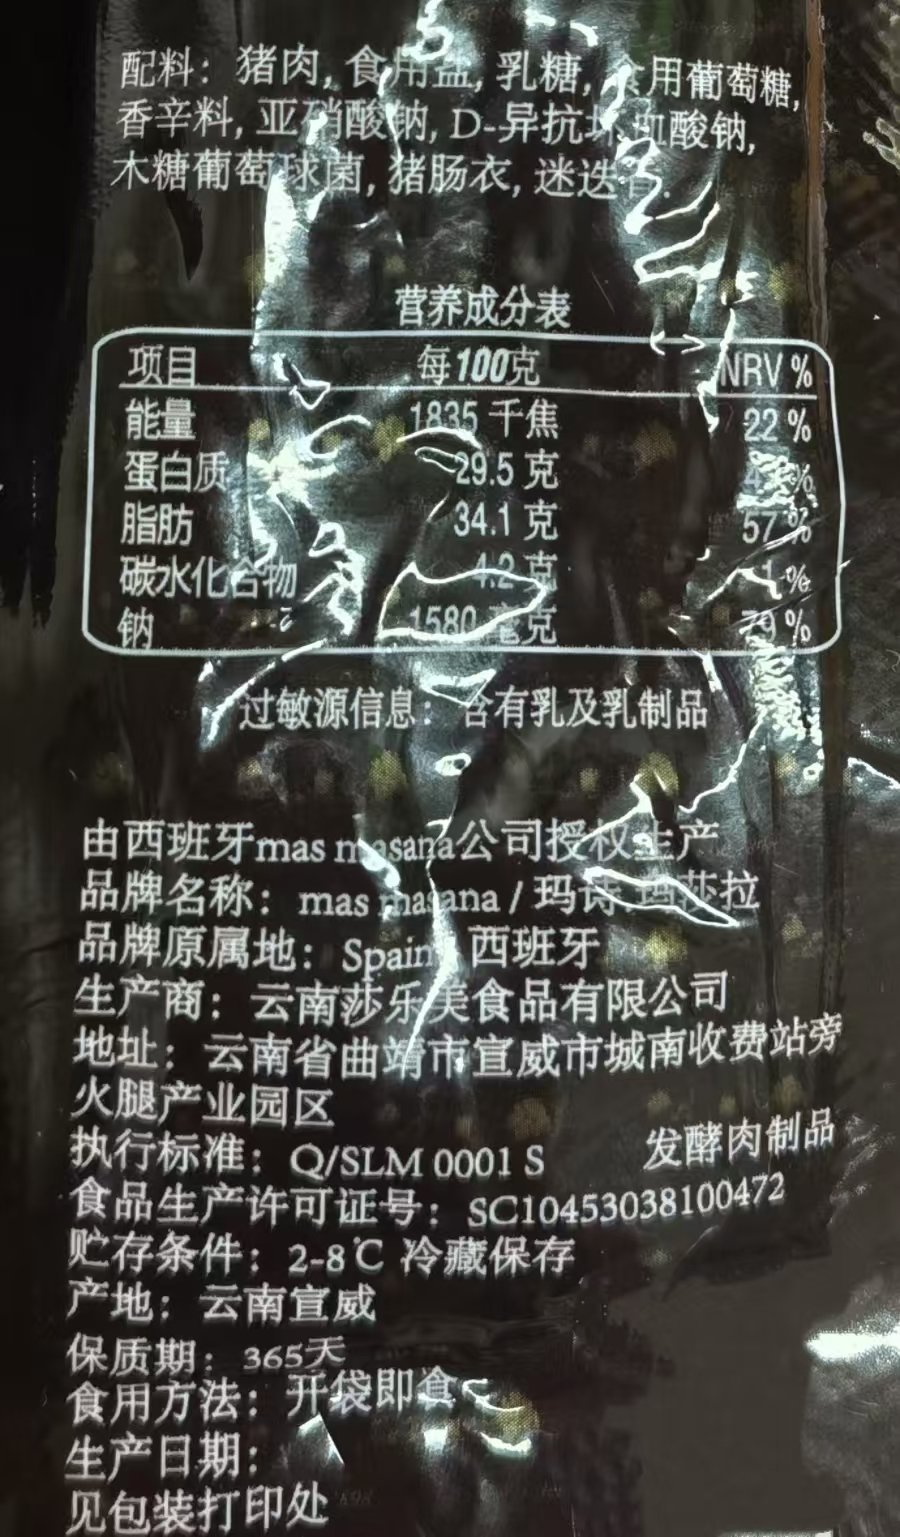 配料：猪肉，食用盐，乳糖，食用葡萄糖，
香辛料，亚硝酸钠，D-异抗坏血酸钠，
木糖葡萄球菌，猪肠衣，迷迭香.
营养成分表
项目 每100克 NRV %
能量 1835 千焦 22 %
蛋白质 29.5 克 %
脂肪 34.1 克 57 %
碳水化合物 4.2 克 1 %
钠 1580 毫克 79 %
过敏源信息：含有乳及乳制品
由西班牙mas masana公司授权生产
品牌名称：mas masana / 玛诗.玛莎拉
品牌原属地：Spain 西班牙
生产商：云南莎乐美食品有限公司
地址：云南省曲靖市宣威市城南收费站旁
火腿产业园区
执行标准：Q/SLM 0001 S 发酵肉制品
食品生产许可证号：SC10453038100472
贮存条件：2-8℃ 冷藏保存
产地：云南宣威
保质期：365天
食用方法：开袋即食
生产日期：
见包装打印处